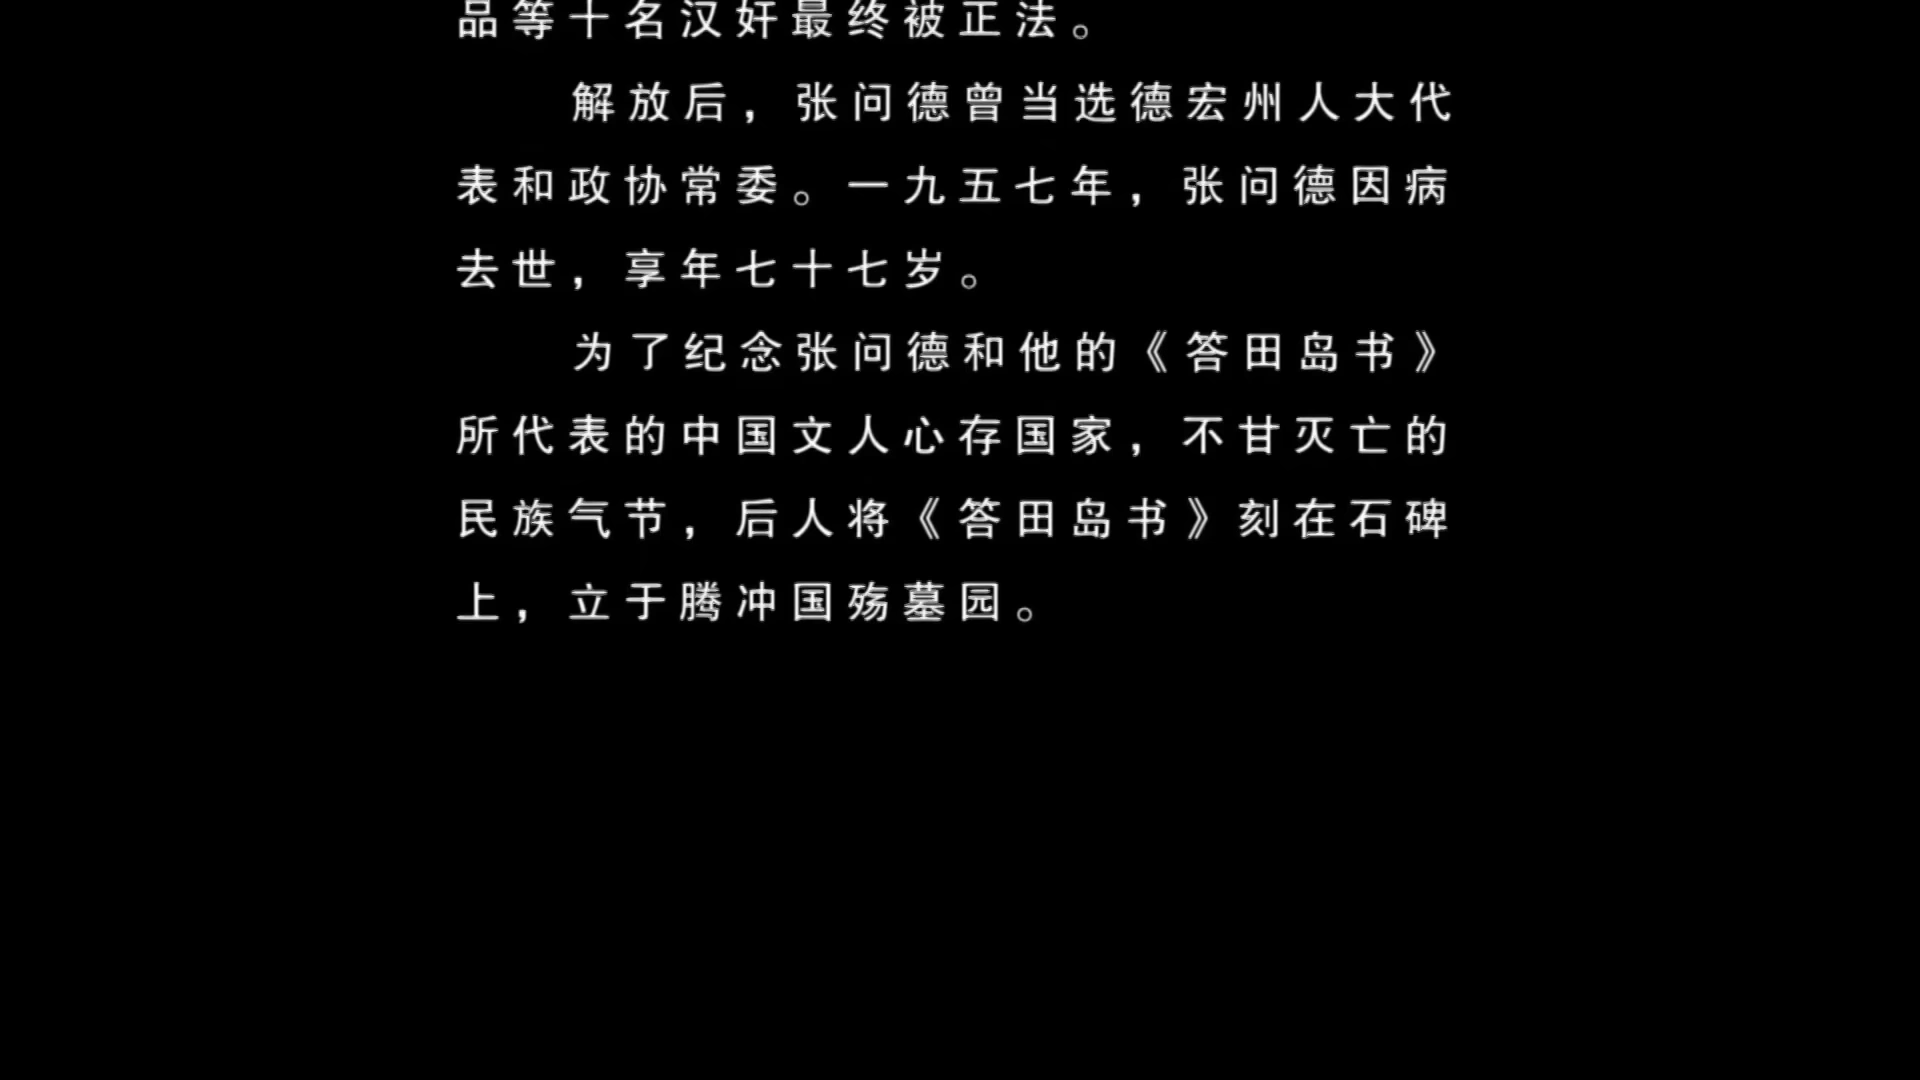 品等十名汉奸最终被正法。
解放后，张问德曾当选德宏州人大代
表和政协常委。一九五七年，张问德因病
去世，享年七十七岁。
为了纪念张问德和他的《答田岛书》
所代表的中国文人心存国家，不甘灭亡的
民族气节，后人将《答田岛书》刻在石碑
上，立于腾冲国殇墓园。